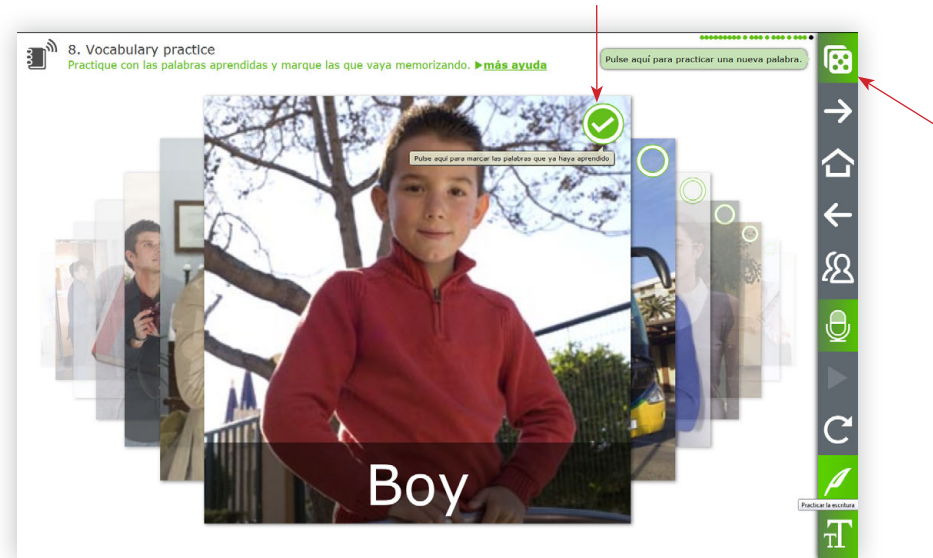 8. Vocabulary practice
Practique con las palabras aprendidas y marque las que vaya memorizando. ▶más ayuda
Pulse aquí para practicar una nueva palabra.
Pulse aquí para marcar las palabras que ya haya aprendido
Boy
Practicar la escritura
TT